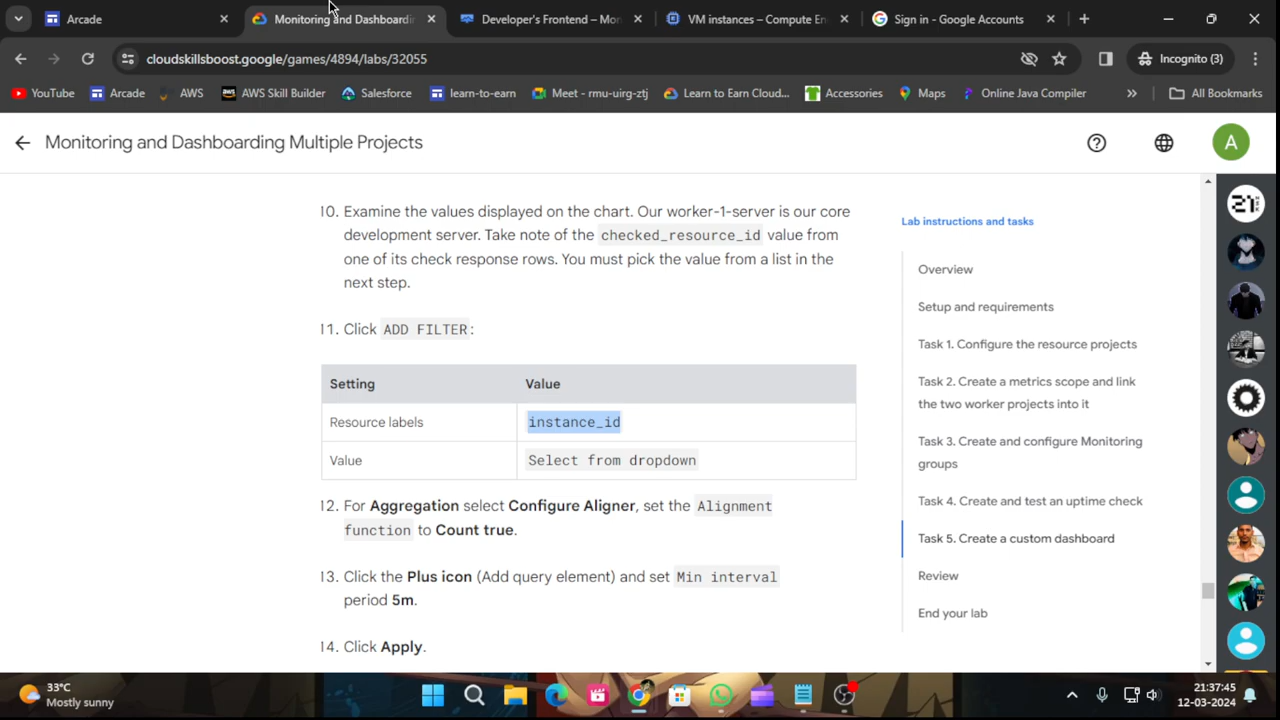 Arcade
Monitoring and Dashboardin
Developer's Frontend – Mon
VM instances – Compute En
Sign in - Google Accounts
cloudskillsboost.google/games/4894/labs/32055
Incognito (3)
YouTube
Arcade
AWS
AWS Skill Builder
Salesforce
learn-to-earn
Meet - rmu-uirg-ztj
Learn to Earn Cloud...
Accessories
Maps
Online Java Compiler
All Bookmarks
Monitoring and Dashboarding Multiple Projects
A
10. Examine the values displayed on the chart. Our worker-1-server is our core
development server. Take note of the checked_resource_id value from
one of its check response rows. You must pick the value from a list in the
next step.
11. Click ADD FILTER:
Setting Value
Resource labels instance_id
Value Select from dropdown
12. For Aggregation select Configure Aligner, set the Alignment
function to Count true.
13. Click the Plus icon (Add query element) and set Min interval
period 5m.
14. Click Apply.
Lab instructions and tasks
Overview
Setup and requirements
Task 1. Configure the resource projects
Task 2. Create a metrics scope and link
the two worker projects into it
Task 3. Create and configure Monitoring
groups
Task 4. Create and test an uptime check
Task 5. Create a custom dashboard
Review
End your lab
33°C
Mostly sunny
21:37:45
12-03-2024